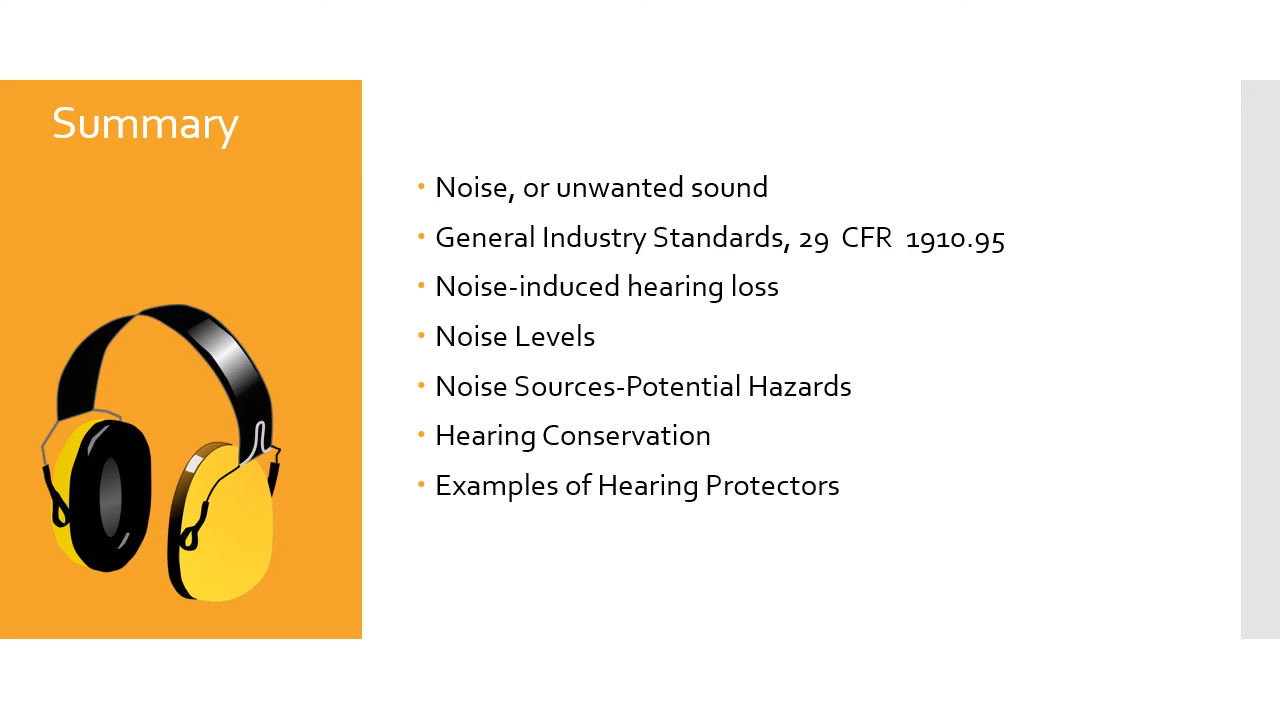 Summary
• Noise, or unwanted sound
• General Industry Standards, 29  CFR  1910.95
• Noise-induced hearing loss
• Noise Levels
• Noise Sources-Potential Hazards
• Hearing Conservation
• Examples of Hearing Protectors